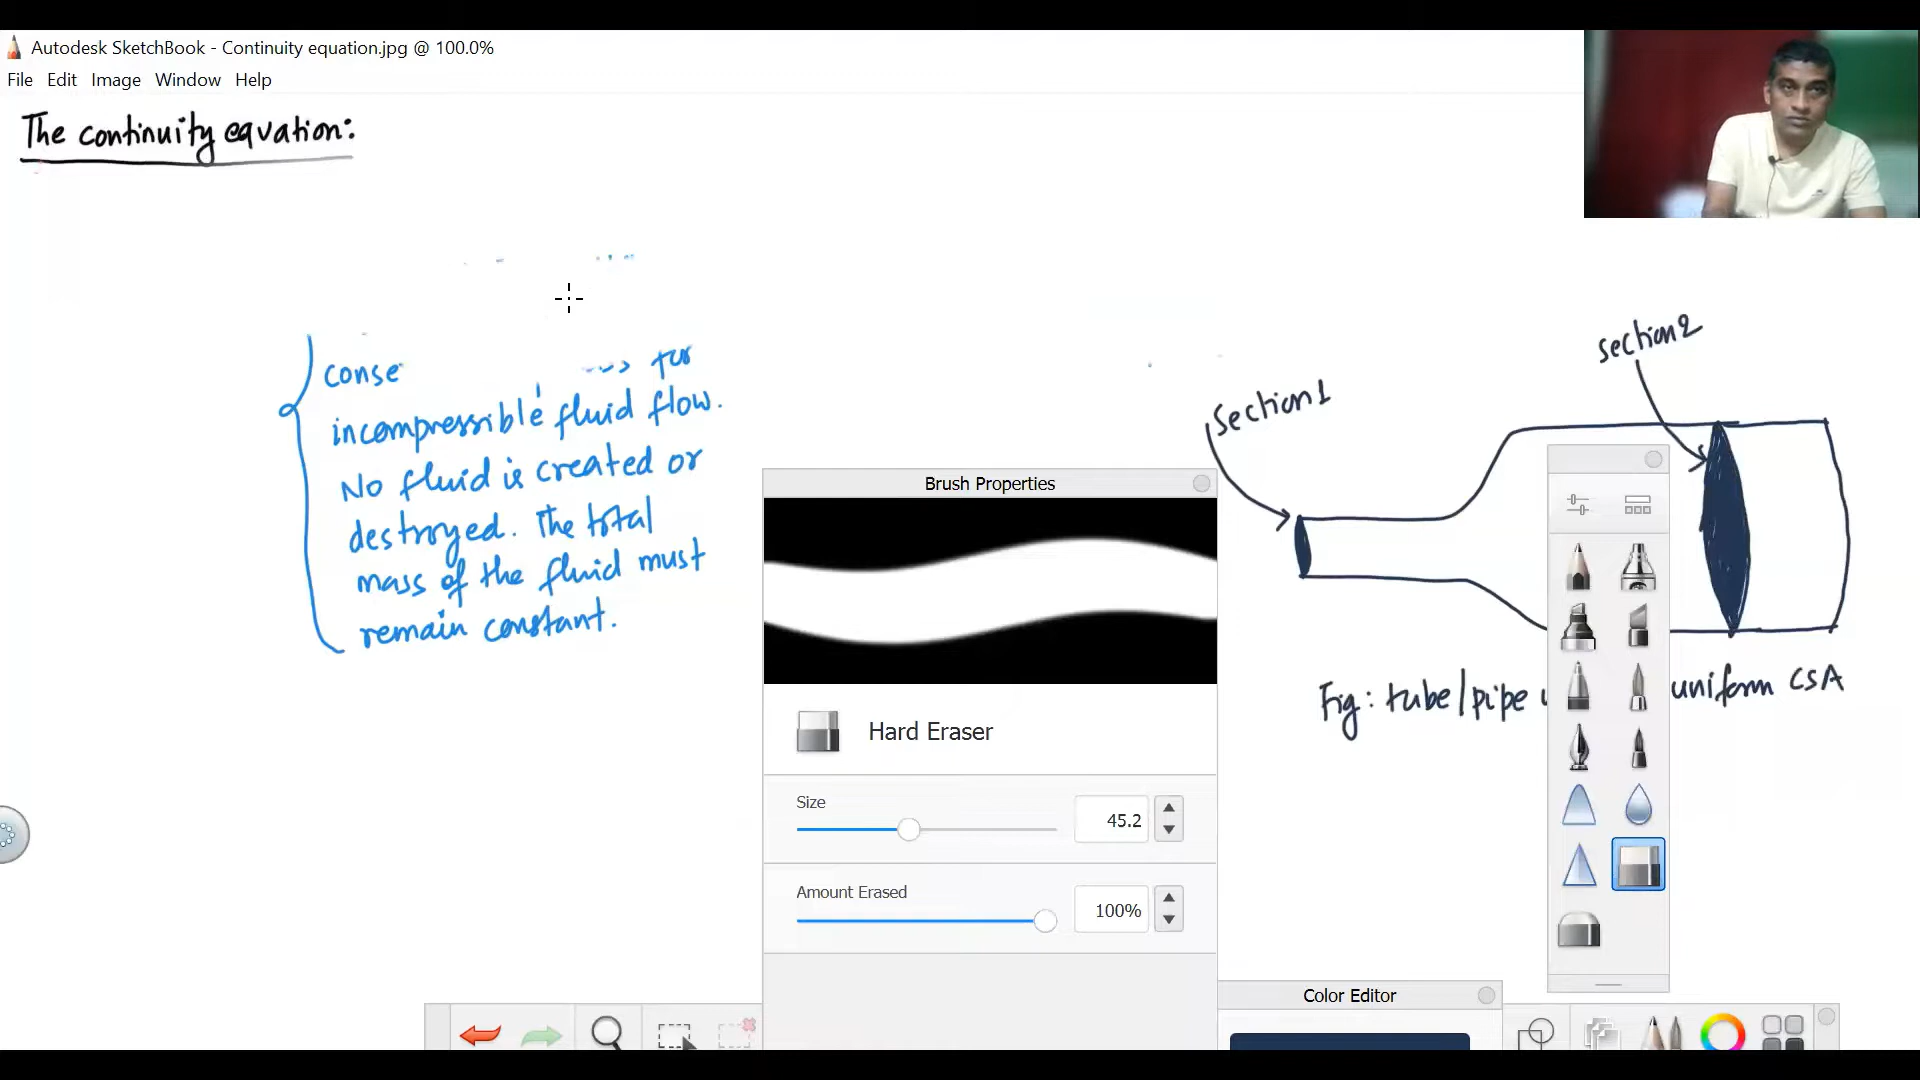 Autodesk SketchBook - Continuity equation.jpg @ 100.0%
File Edit Image Window Help
The continuity equation:
conse for
incompressible fluid flow.
No fluid is created or
destroyed. The total
mass of the fluid must
remain constant.
section 1
section 2
Fig: tube/pipe uniform CSA
Brush Properties
Hard Eraser
Size
45.2
Amount Erased
100%
Color Editor